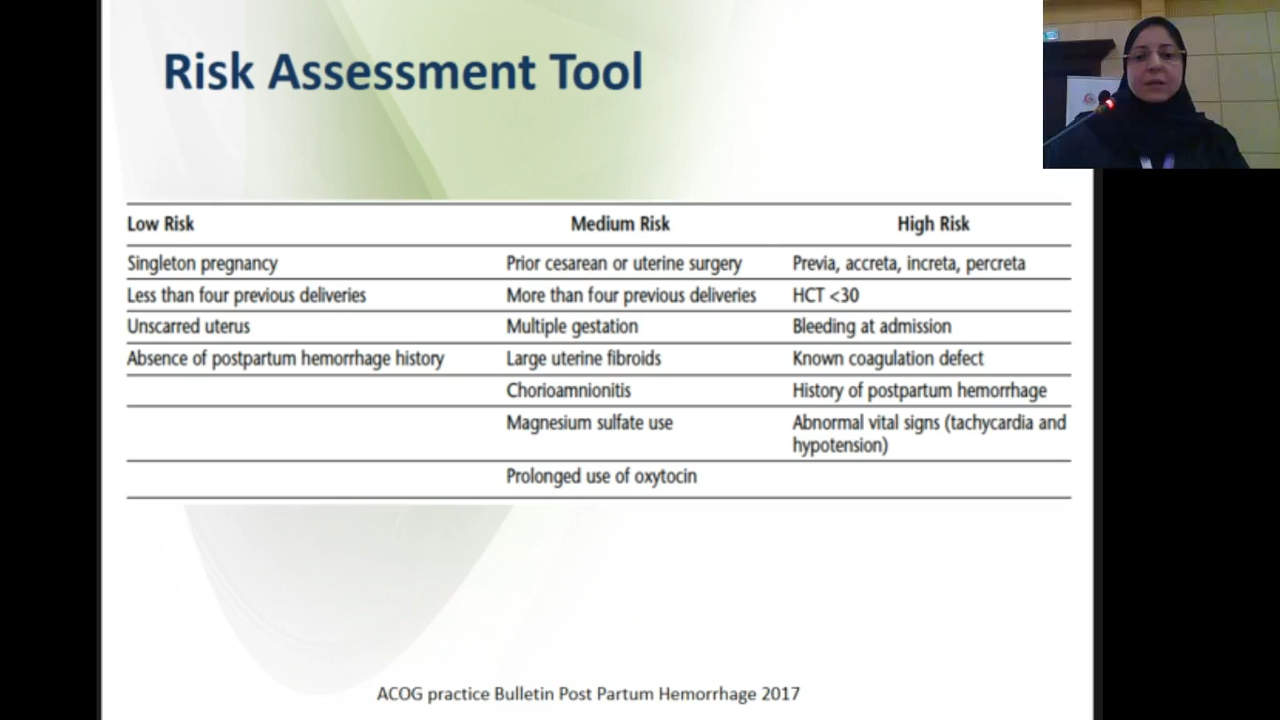 Risk Assessment Tool
Low Risk Medium Risk High Risk
Singleton pregnancy Prior cesarean or uterine surgery Previa, accreta, increta, percreta
Less than four previous deliveries More than four previous deliveries HCT <30
Unscarred uterus Multiple gestation Bleeding at admission
Absence of postpartum hemorrhage history Large uterine fibroids Known coagulation defect
Chorioamnionitis History of postpartum hemorrhage
Magnesium sulfate use Abnormal vital signs (tachycardia and
hypotension)
Prolonged use of oxytocin
ACOG practice Bulletin Post Partum Hemorrhage 2017